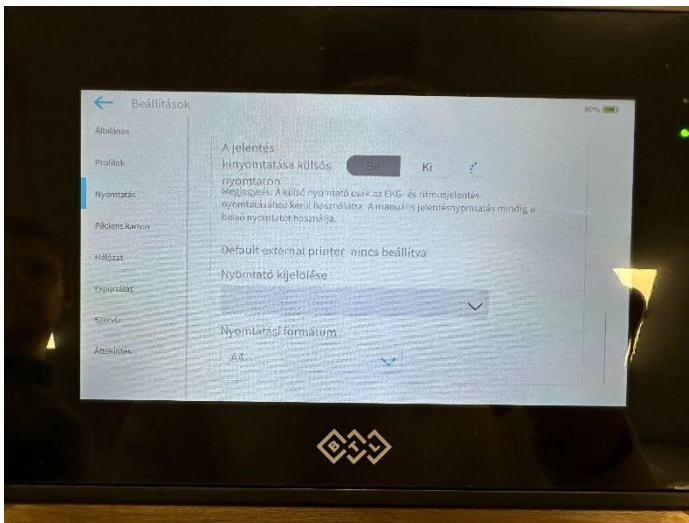 Beállítások
90%
Általános
Profilok
Nyomtatás
Páciens karton
Hálózat
Exportálás
Szerviz
Áttekintés
A jelentés
kinyomtatása külsős
nyomtatón
Be
Ki
Megjegyzés: A külső nyomtató csak az EKG- és ritmusjelentés
nyomtatásához kerül használatra. A manuális jelentésnyomtatás mindig a
belső nyomtatót használja.
Default external printer nincs beállítva
Nyomtató kijelölése
Nyomtatási formátum
A4
BTL